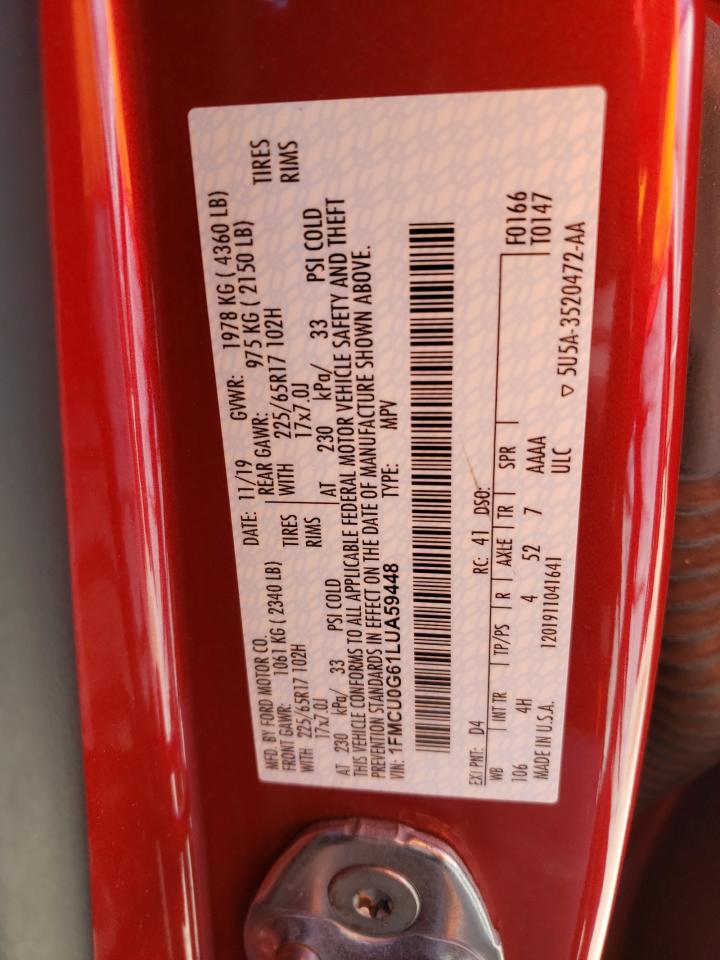 MFD. BY FORD MOTOR CO. DATE: 11/19 GVWR: 1978 KG ( 4360 LB)
FRONT GAWR: 1061 KG ( 2340 LB) REAR GAWR: 975 KG ( 2150 LB)
WITH 225/65R17 102H TIRES WITH 225/65R17 102H TIRES
17x7.0J RIMS 17x7.0J RIMS
AT 230 kPa/ 33 PSI COLD AT 230 kPa/ 33 PSI COLD
THIS VEHICLE CONFORMS TO ALL APPLICABLE FEDERAL MOTOR VEHICLE SAFETY AND THEFT
PREVENTION STANDARDS IN EFFECT ON THE DATE OF MANUFACTURE SHOWN ABOVE.
VIN: 1FMCU0G61LUA59448 TYPE: MPV
EXT PNT: D4 RC: 41 DSO:
WB INT TR TP/PS R AXLE TR SPR F0166
106 4H 4 52 7 AAAA T0147
MADE IN U.S.A. 1201911041641 ULC
▽ 5U5A-3520472-AA